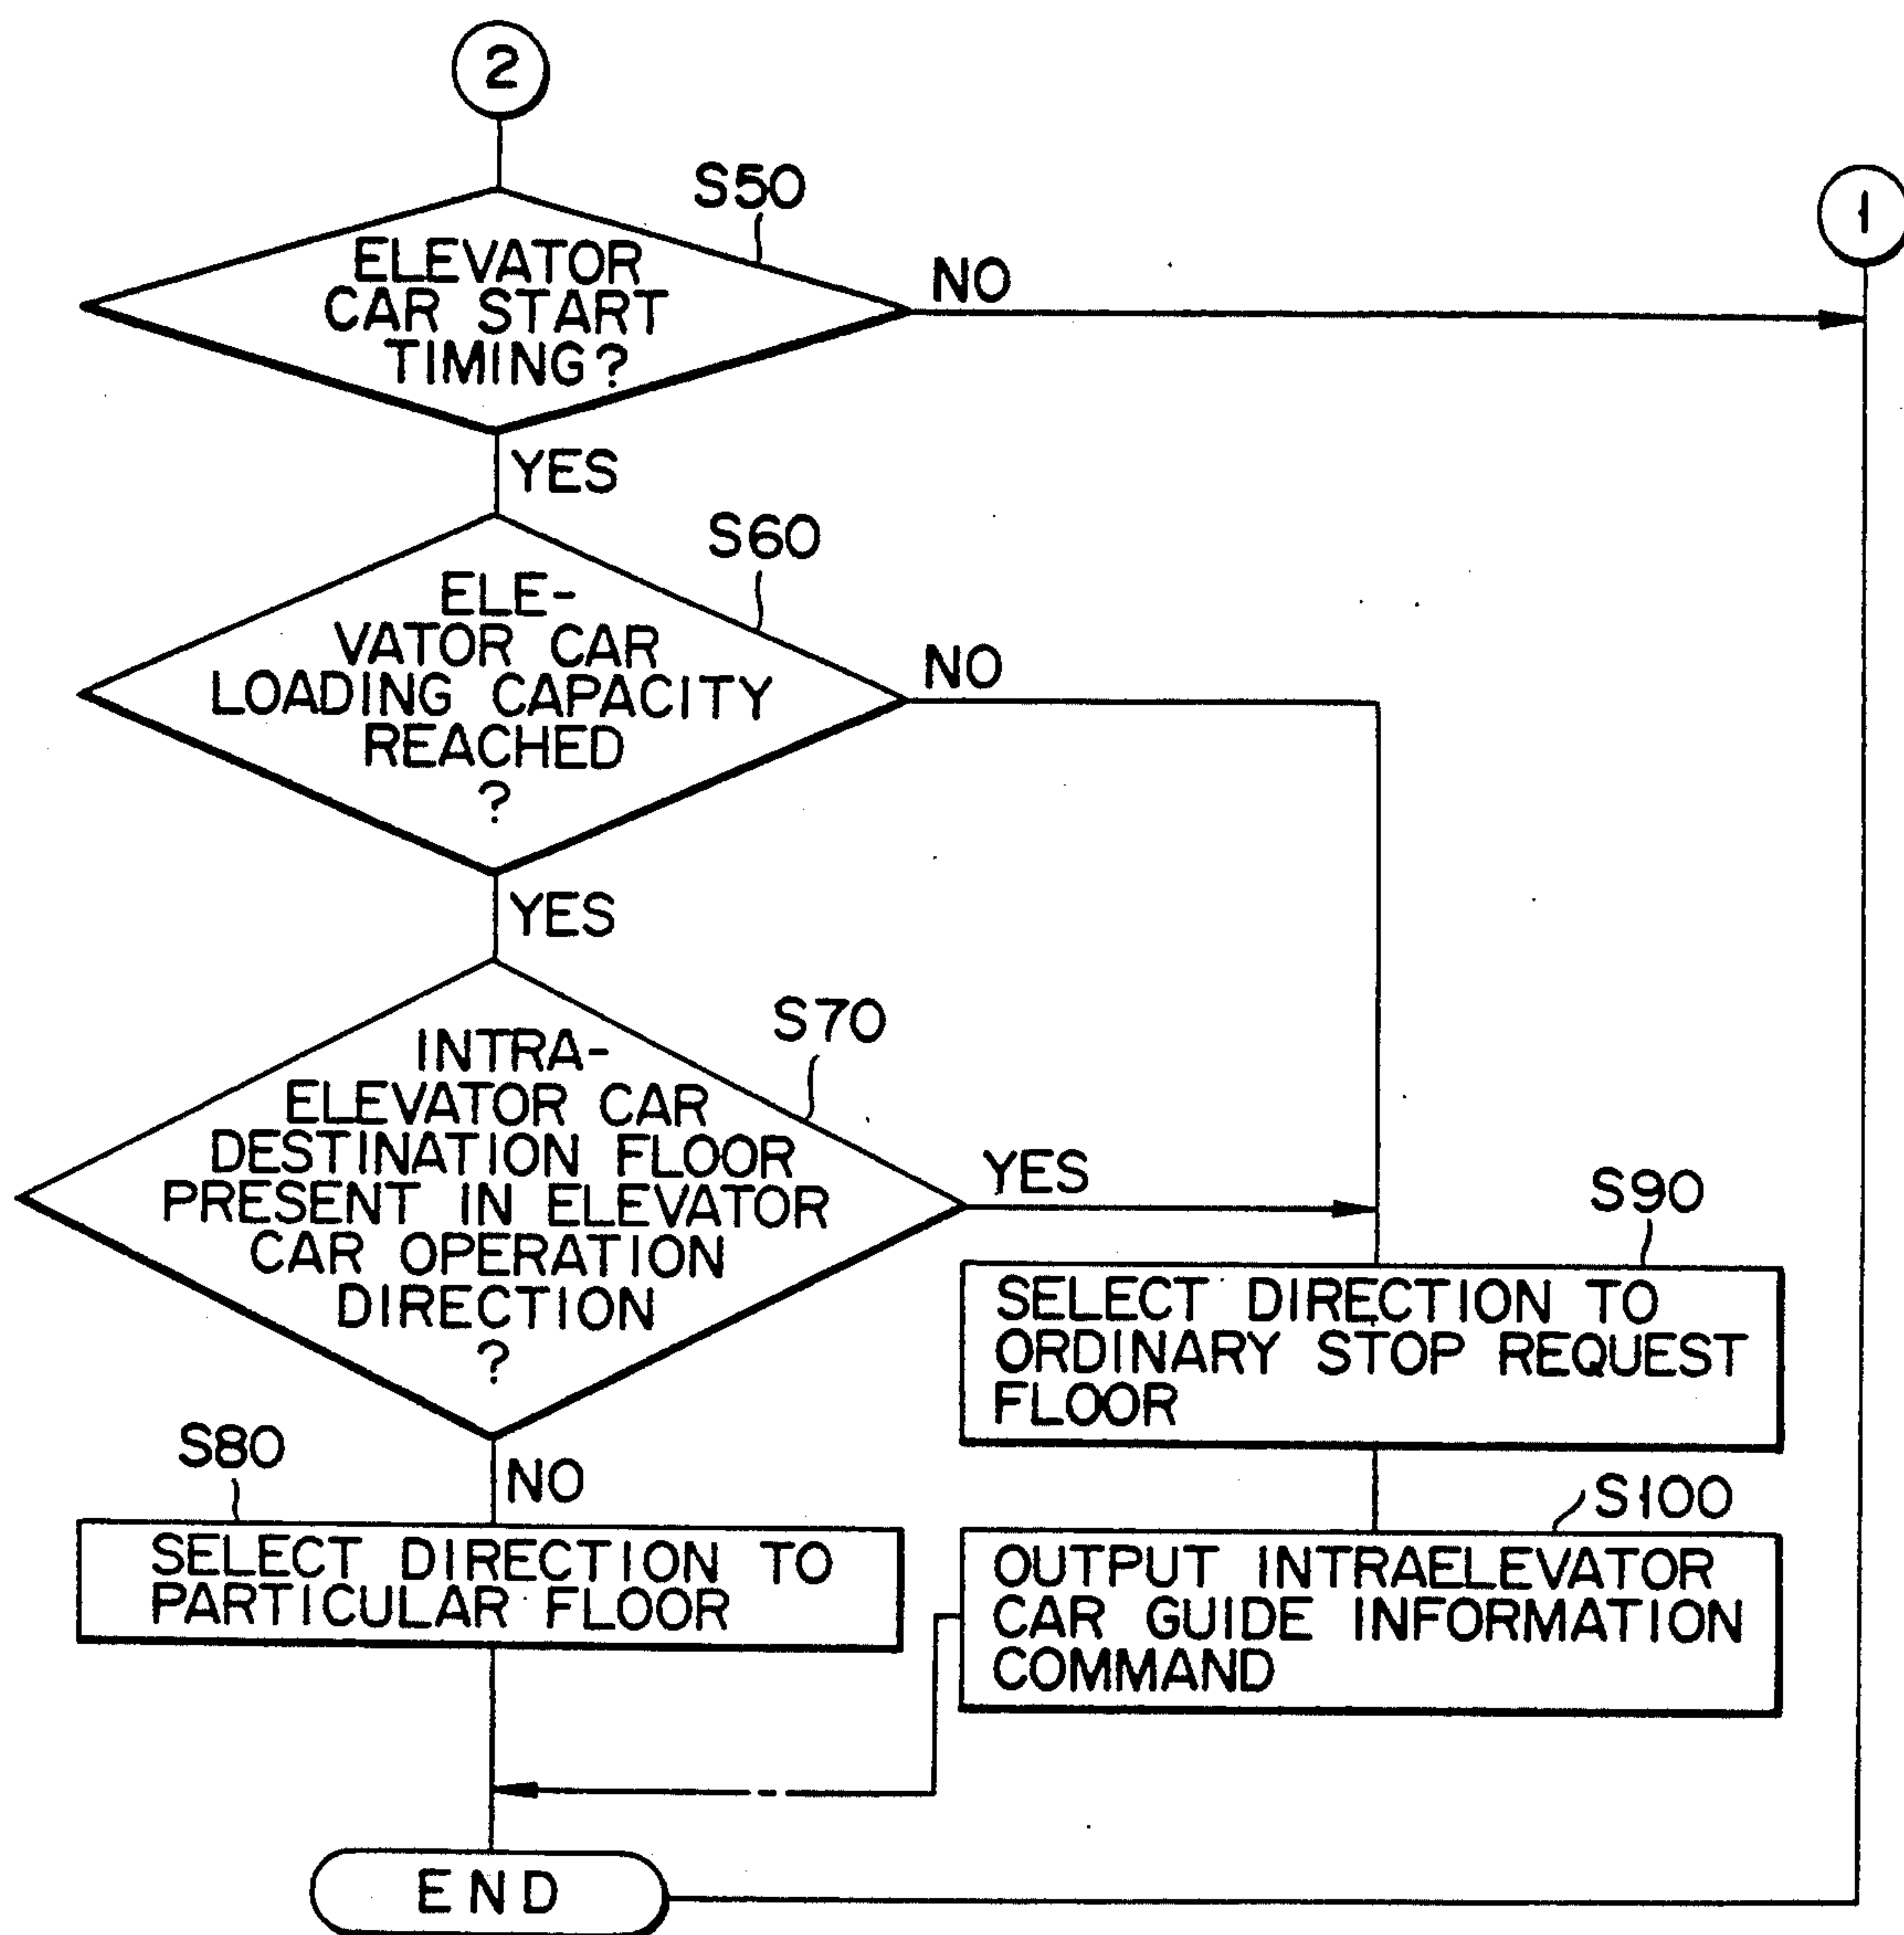 2
S50
1
ELEVATOR
CAR START
TIMING?
NO
YES
S60
ELE-
VATOR CAR
LOADING CAPACITY
REACHED
?
NO
YES
S70
INTRA-
ELEVATOR CAR
DESTINATION FLOOR
PRESENT IN ELEVATOR
CAR OPERATION
DIRECTION
?
YES
S90
SELECT DIRECTION TO
ORDINARY STOP REQUEST
FLOOR
S80
NO
SELECT DIRECTION TO
PARTICULAR FLOOR
S100
OUTPUT INTRAELEVATOR
CAR GUIDE INFORMATION
COMMAND
END